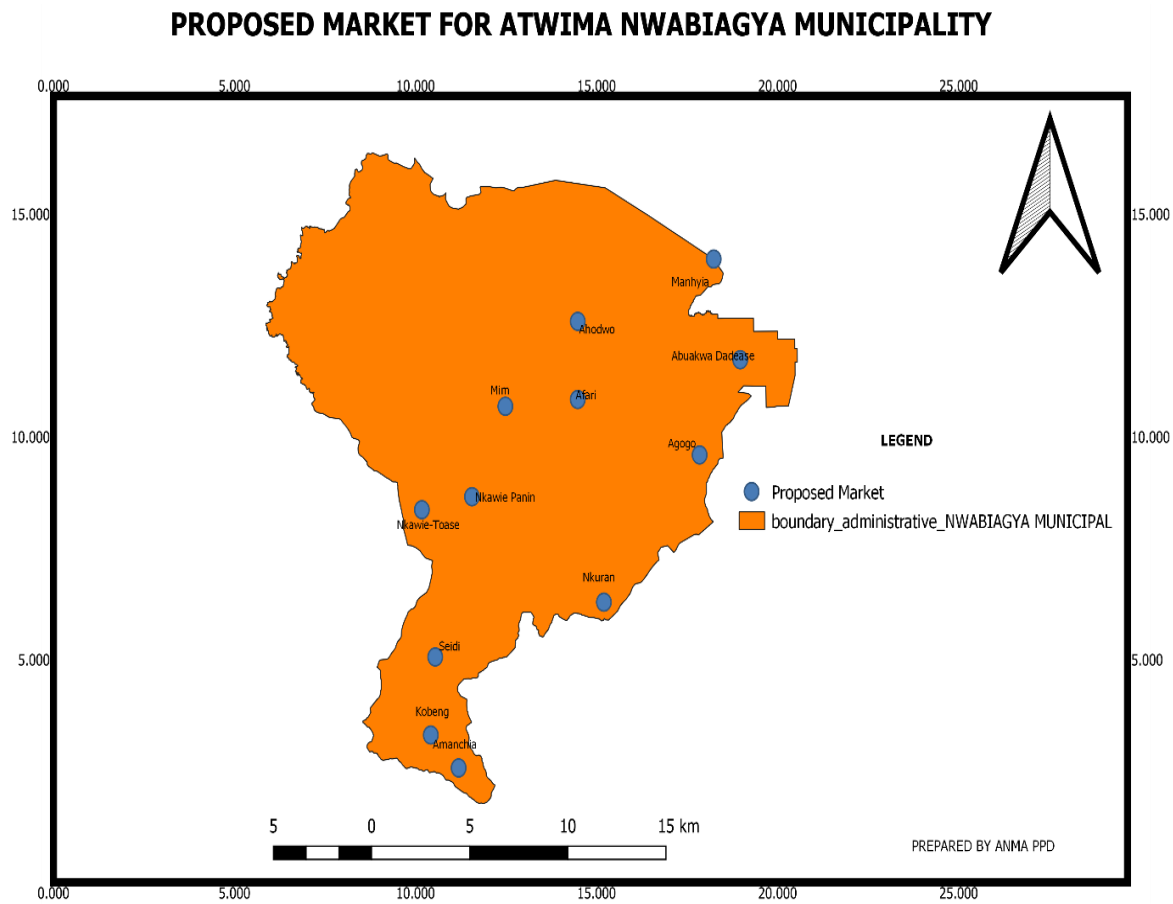 PROPOSED MARKET FOR ATWIMA NWABIAGYA MUNICIPALITY
0.000 5.000 10.000 15.000 20.000 25.000
15.000 15.000
Manhyia
Ahodwo
Abuakwa Dadease
Mim
Afari
10.000 10.000
LEGEND
Agogo
Proposed Market
Nkawie Panin
Nkawie-Toase
boundary_administrative_NWABIAGYA MUNICIPAL
Nkuran
5.000 5.000
Seidi
Kobeng
Amanchia
5 0 5 10 15 km
PREPARED BY ANMA PPD
0.000 5.000 10.000 15.000 20.000 25.000